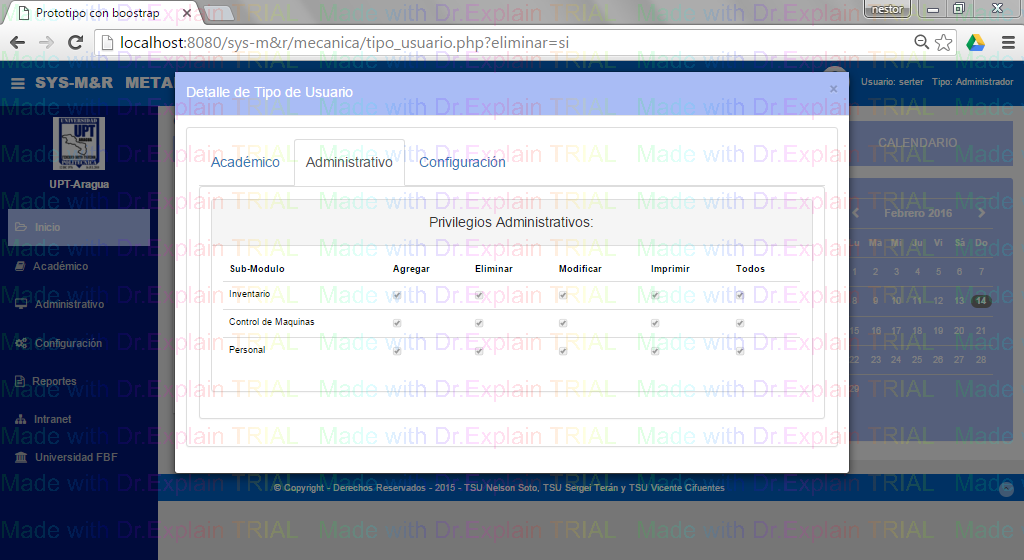 Prototipo con boostrap
nestor
localhost:8080/sys-m&r/mecanica/tipo_usuario.php?eliminar=si
SYS-M&R METAL
Usuario: serter Tipo: Administrador
Detalle de Tipo de Usuario ×
UNIVERSIDAD
UPT
POLITECNICA
UPT-Aragua
Inicio
Académico
Administrativo
Configuración
Reportes
Intranet
Universidad FBF
Académico Administrativo Configuración
Privilegios Administrativos:
Sub-Modulo Agregar Eliminar Modificar Imprimir Todos
Inventario
Control de Maquinas
Personal
CALENDARIO
Febrero 2016
Lu Ma Mi Ju Vi Sá Do
1 2 3 4 5 6 7
8 9 10 11 12 13 14
15 16 17 18 19 20 21
22 23 24 25 26 27 28
29
© Copyright - Derechos Reservados - 2015 - TSU Nelson Soto, TSU Sergei Terán y TSU Vicente Cifuentes
Made with Dr.Explain TRIAL